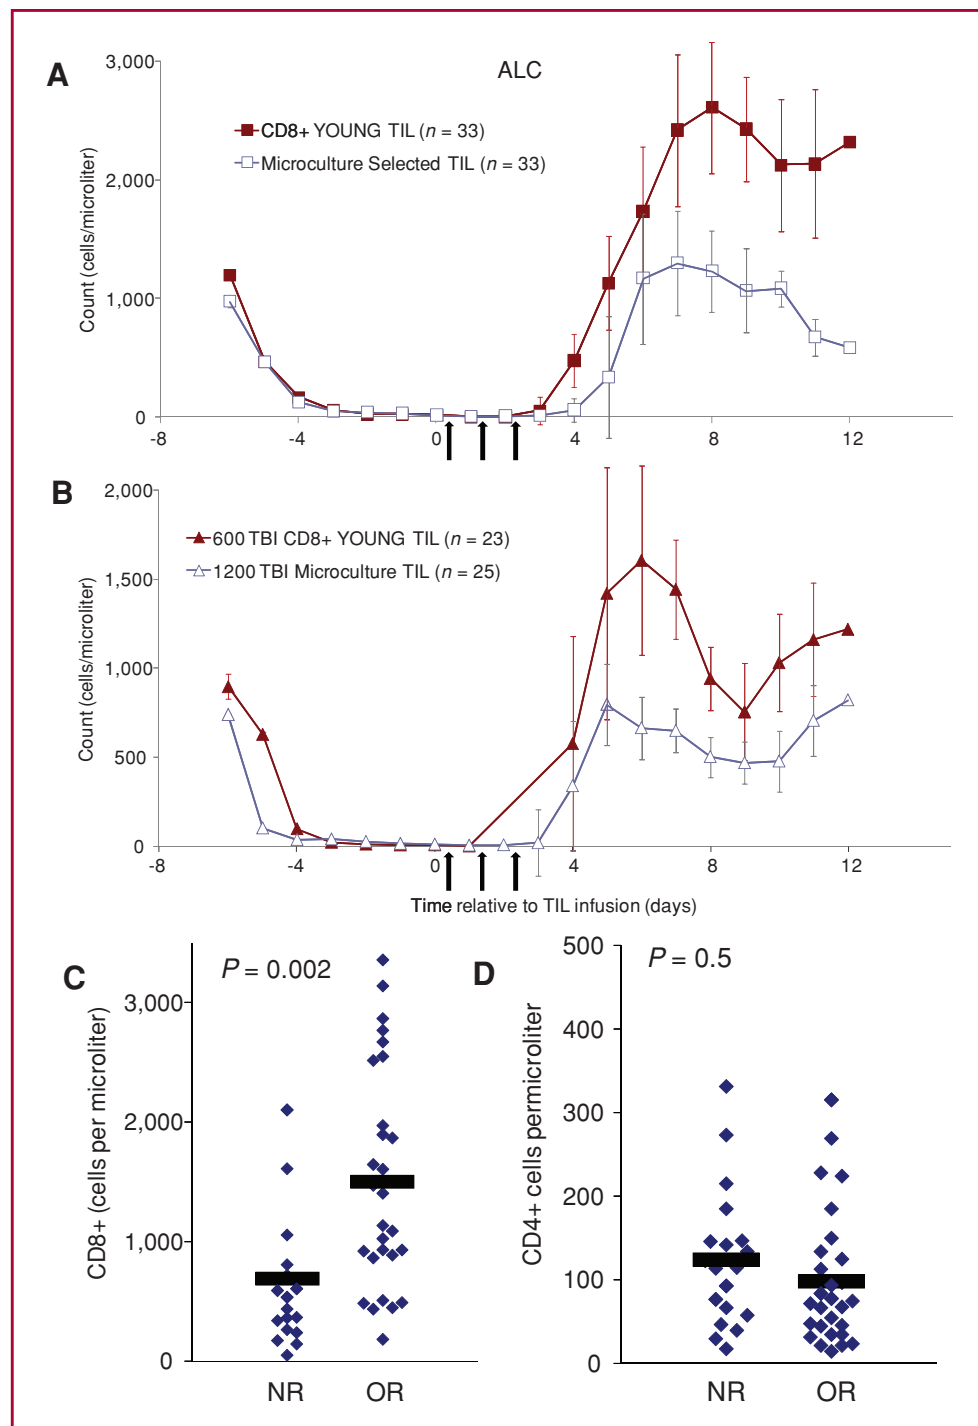 A
ALC
3,000
2,000
1,000
0
Count (cells/microliter)
CD8+ YOUNG TIL (n = 33)
Microculture Selected TIL (n = 33)
-8
-4
0
4
8
12
B
2,000
1,500
1,000
500
0
Count (cells/microliter)
600 TBI CD8+ YOUNG TIL (n = 23)
1200 TBI Microculture TIL (n = 25)
-8
-4
0
4
8
12
Time relative to TIL infusion (days)
C
P = 0.002
3,000
2,000
1,000
0
CD8+ (cells per microliter)
NR
OR
D
P = 0.5
500
400
300
200
100
0
CD4+ cells permicroliter
NR
OR